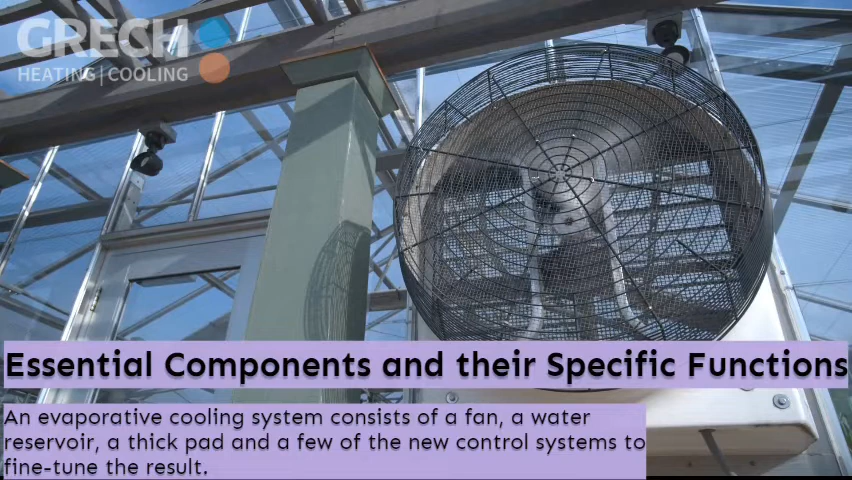 GRECH
HEATING | COOLING
Essential Components and their Specific Functions
An evaporative cooling system consists of a fan, a water
reservoir, a thick pad and a few of the new control systems to
fine-tune the result.